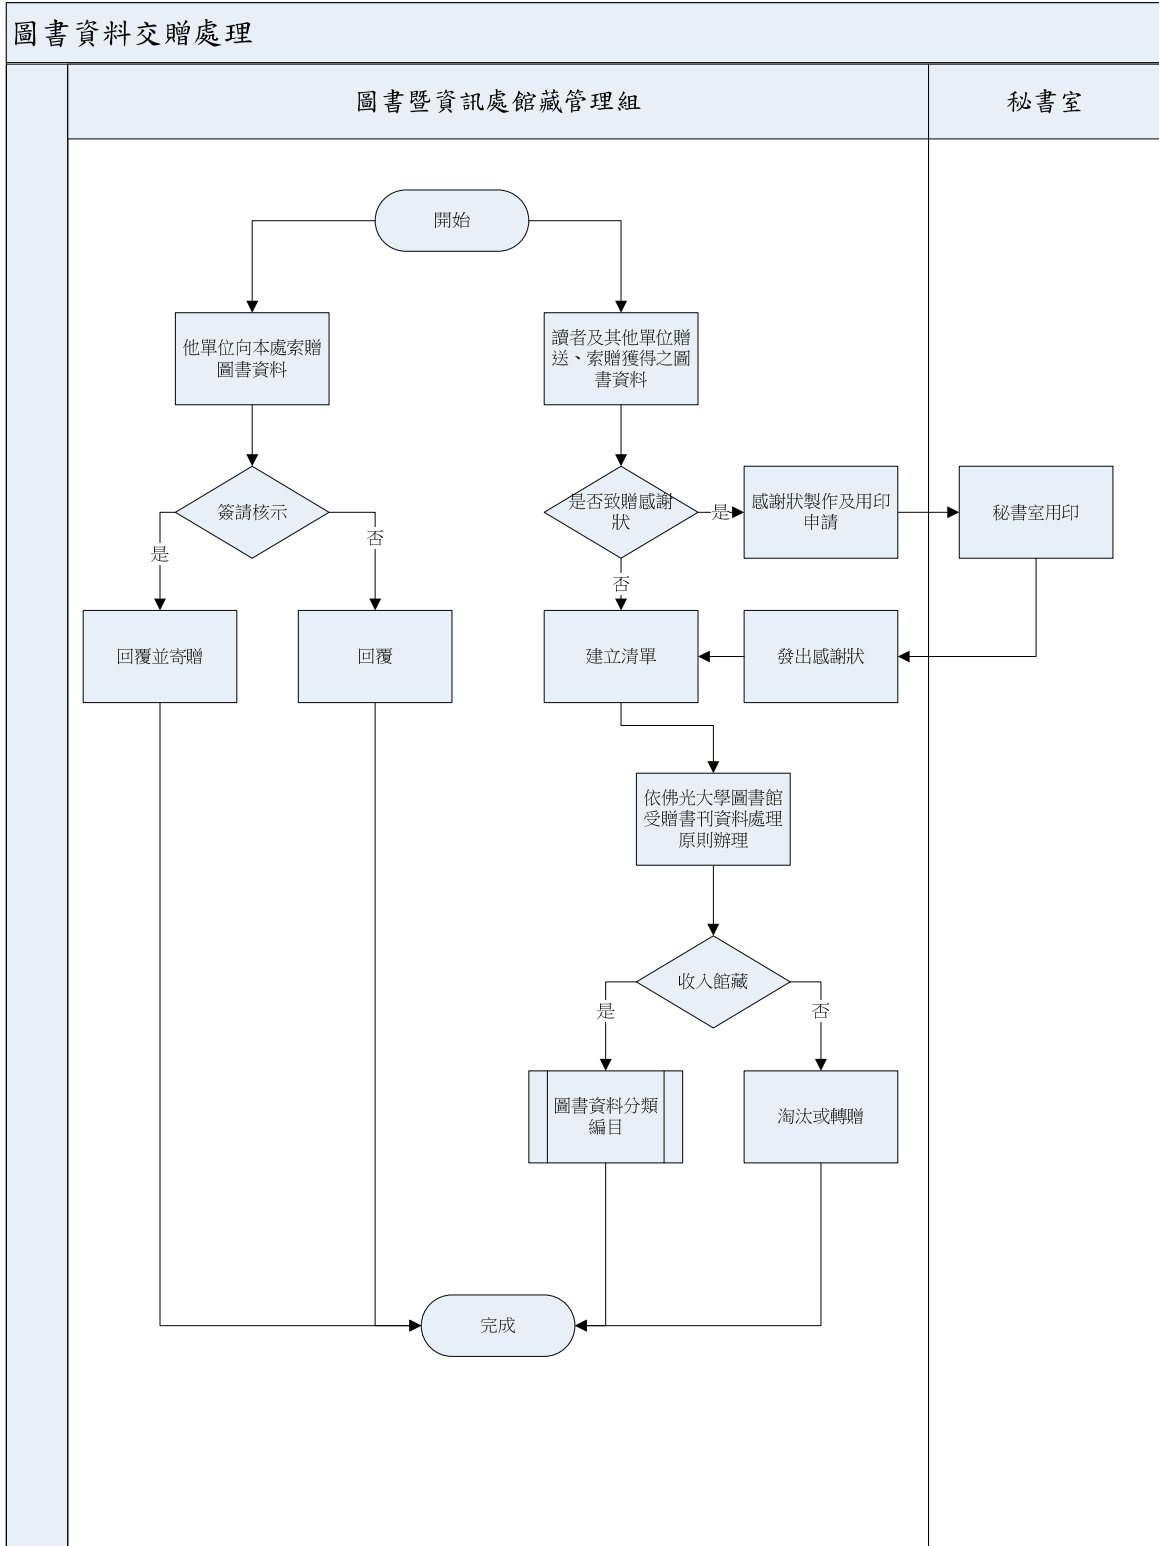 圖書資料交贈處理
圖書暨資訊處館藏管理組
秘書室
開始
他單位向本處索贈
圖書資料
讀者及其他單位贈
送、索贈獲得之圖
書資料
簽請核示
是否致贈感謝
狀
是
感謝狀製作及用印
申請
秘書室用印
是
否
否
回覆並寄贈
回覆
建立清單
發出感謝狀
依佛光大學圖書館
受贈書刊資料處理
原則辦理
收入館藏
是
否
圖書資料分類
編目
淘汰或轉贈
完成